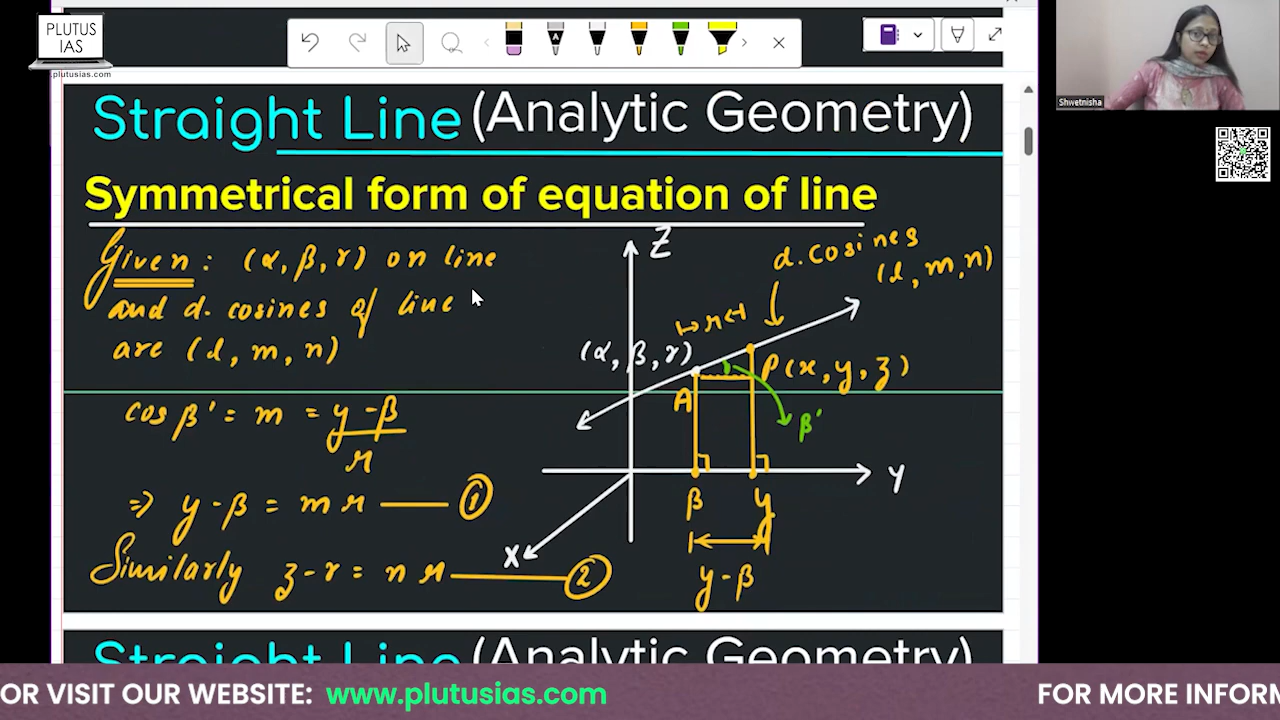 PLUTUS
IAS
.plutusias.com
Shwetnisha
Straight Line (Analytic Geometry)
Symmetrical form of equation of line
Given: (α, β, γ) on line
and d. cosines of line
are (l, m, n)
cos β' = m = y-β / r
⇒ y-β = m r ——— ①
Similarly z-γ = n r ——— ②
Z
d. cosines
(l, m, n)
r
(α, β, γ)
P(x, y, z)
A
β'
Y
β y
X
y-β
Straight Line (Analytic Geometry)
OR VISIT OUR WEBSITE: www.plutusias.com FOR MORE INFORM